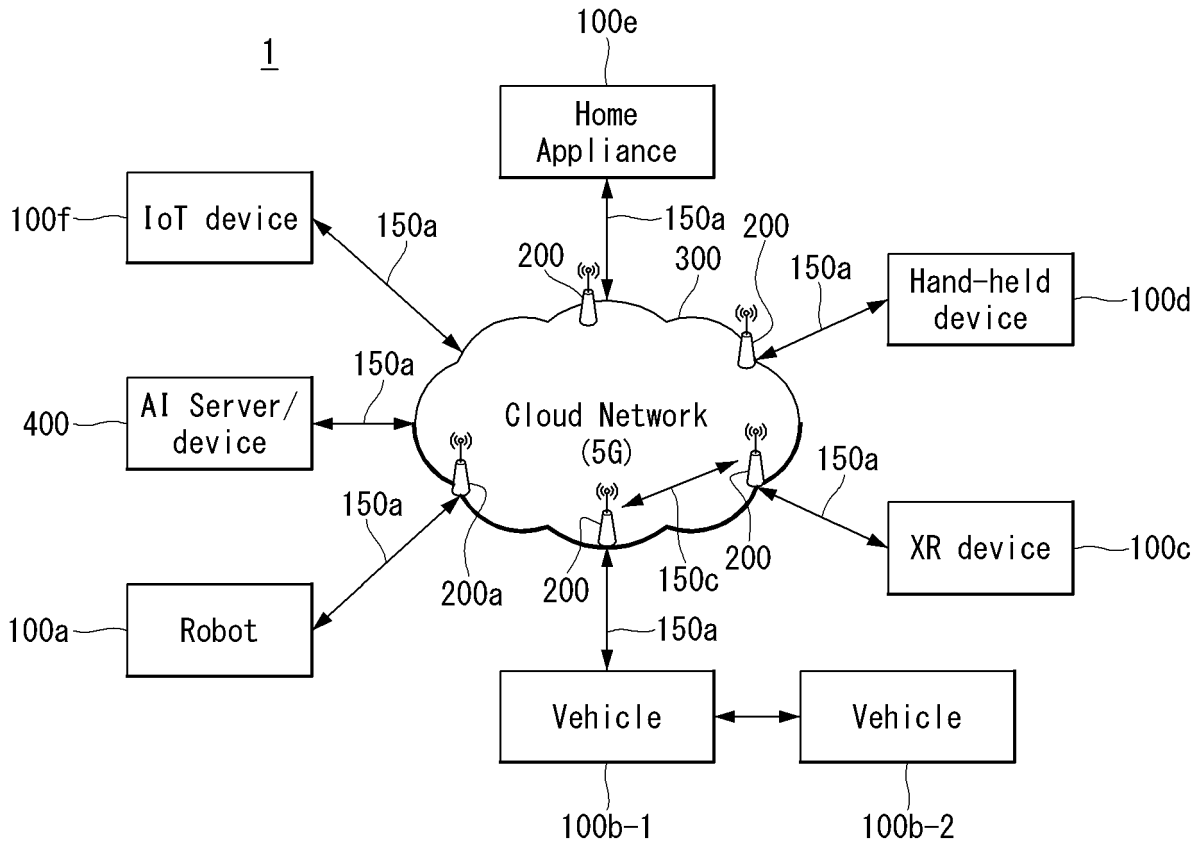 1
100e
Home
Appliance
100f
IoT device
150a
150a
200
300
200
150a
Hand-held
device
100d
400
AI Server/
device
150a
Cloud Network
(5G)
150a
150a
200a
200
150c
200
XR device
100c
100a
Robot
150a
Vehicle
Vehicle
100b-1
100b-2